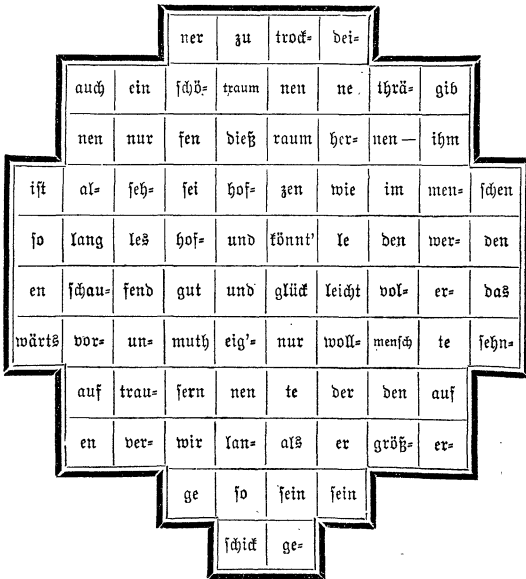 ner zu trock- dei-
auch ein schö- traum nen ne thrä- gib
nen nur fen dieß raum her- nen — ihm
ist al- seh- sei hof- zen wie im men- schen
so lang les hof- und könnt' le den wer- den
en schau- fend gut und glück leicht vol- er- das
wärts vor- un- muth eig'- nur woll- mensch te sehn-
auf trau- sern nen te der den auf
en ver- wir lan- als er größ- er-
ge so sein sein
schick ge-